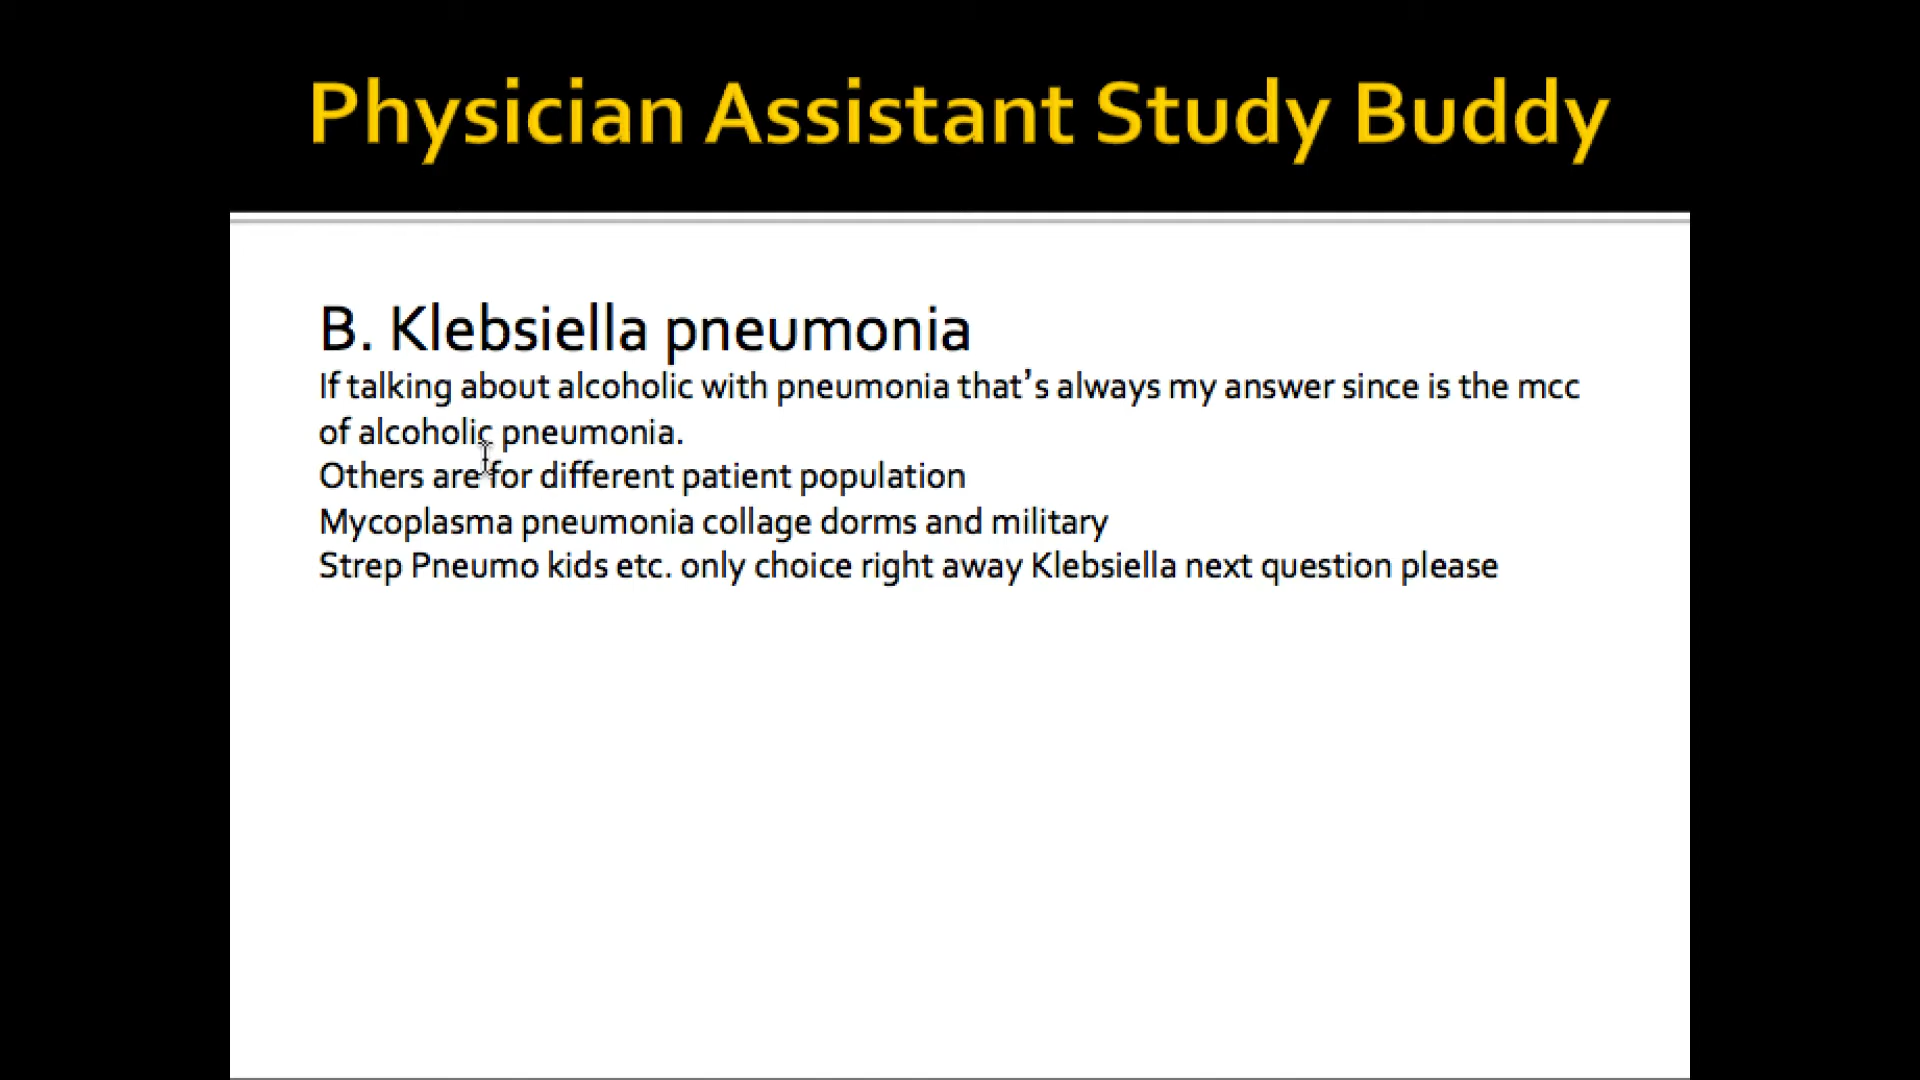 Physician Assistant Study Buddy
B. Klebsiella pneumonia
If talking about alcoholic with pneumonia that's always my answer since is the mcc
of alcoholic pneumonia.
Others are for different patient population
Mycoplasma pneumonia collage dorms and military
Strep Pneumo kids etc. only choice right away Klebsiella next question please